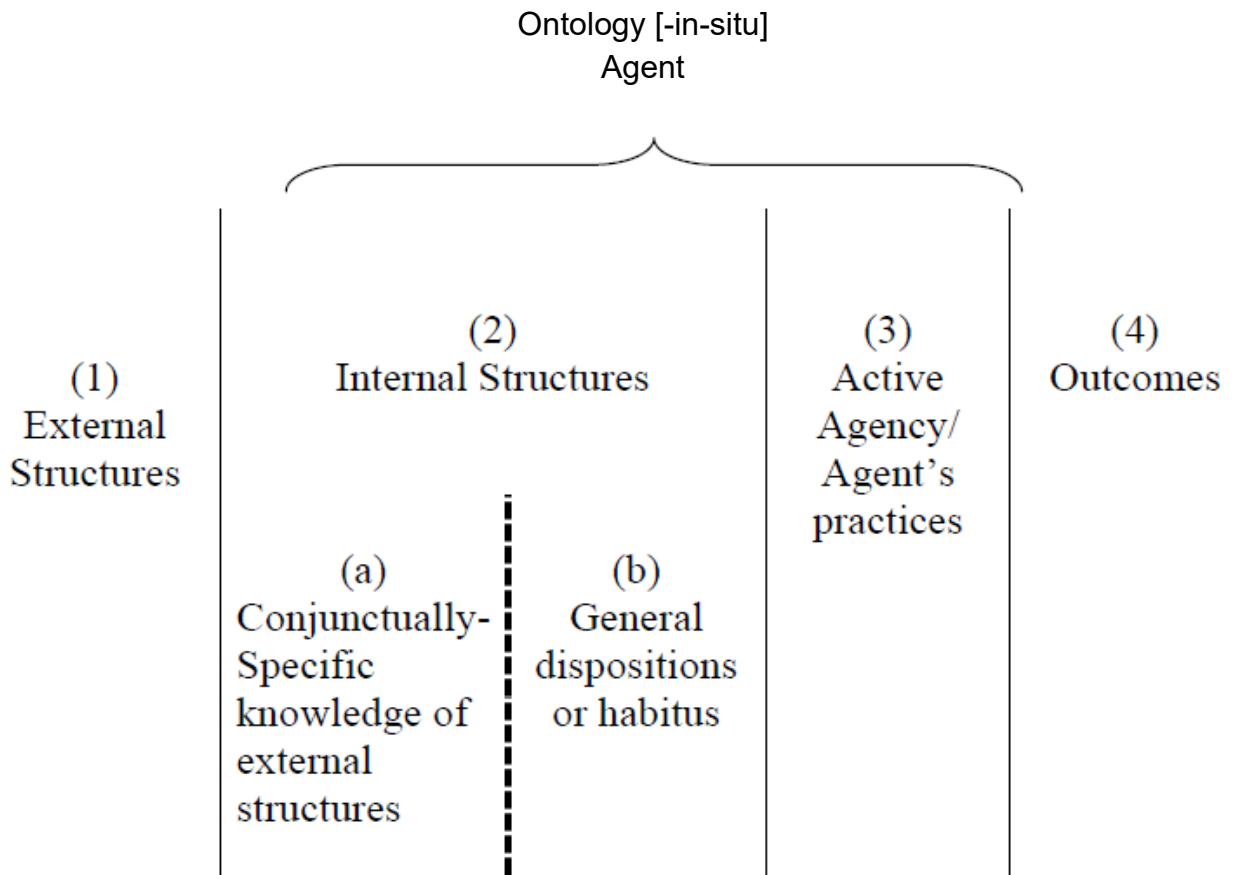 Ontology [-in-situ]
Agent
(1)
External
Structures
(2)
Internal Structures
(a)
Conjunctually-
Specific
knowledge of
external
structures
(b)
General
dispositions
or habitus
(3)
Active
Agency/
Agent’s
practices
(4)
Outcomes